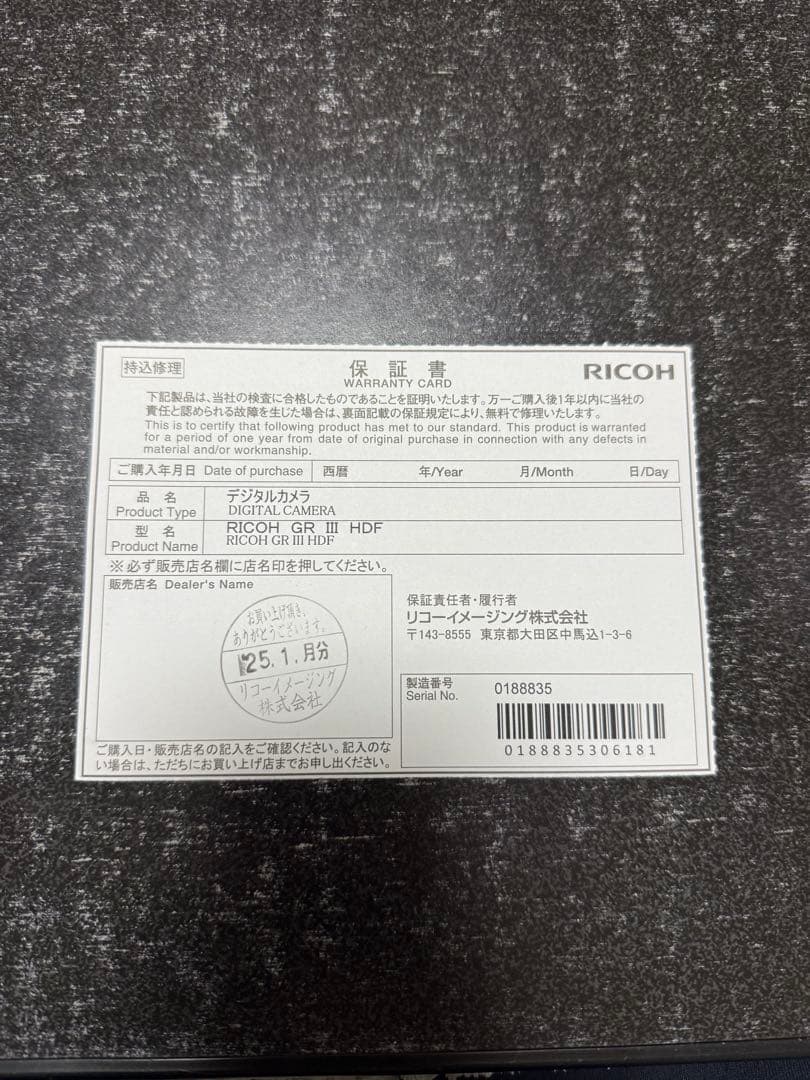 持込修理
保証書
WARRANTY CARD
RICOH
下記製品は、当社の検査に合格したものであることを証明いたします。万一ご購入後1年以内に当社の
責任と認められる故障を生じた場合は、裏面記載の保証規定により、無料で修理いたします。
This is to certify that following product has met to our standard. This product is warranted
for a period of one year from date of original purchase in connection with any defects in
material and/or workmanship.
ご購入年月日 Date of purchase 西暦 年/Year 月/Month 日/Day
品 名 デジタルカメラ
Product Type DIGITAL CAMERA
型 名 RICOH GR III HDF
Product Name RICOH GR III HDF
※必ず販売店名欄に店名印を押してください。
販売店名 Dealer's Name
お買い上げ頂き、
ありがとうございます。
'25.1.月分
リコーイメージング
株式会社
ご購入日・販売店名の記入をご確認ください。記入のな
い場合は、ただちにお買い上げ店までお申し出ください。
保証責任者・履行者
リコーイメージング株式会社
〒143-8555 東京都大田区中馬込1-3-6
製造番号
Serial No. 0188835
0188835306181